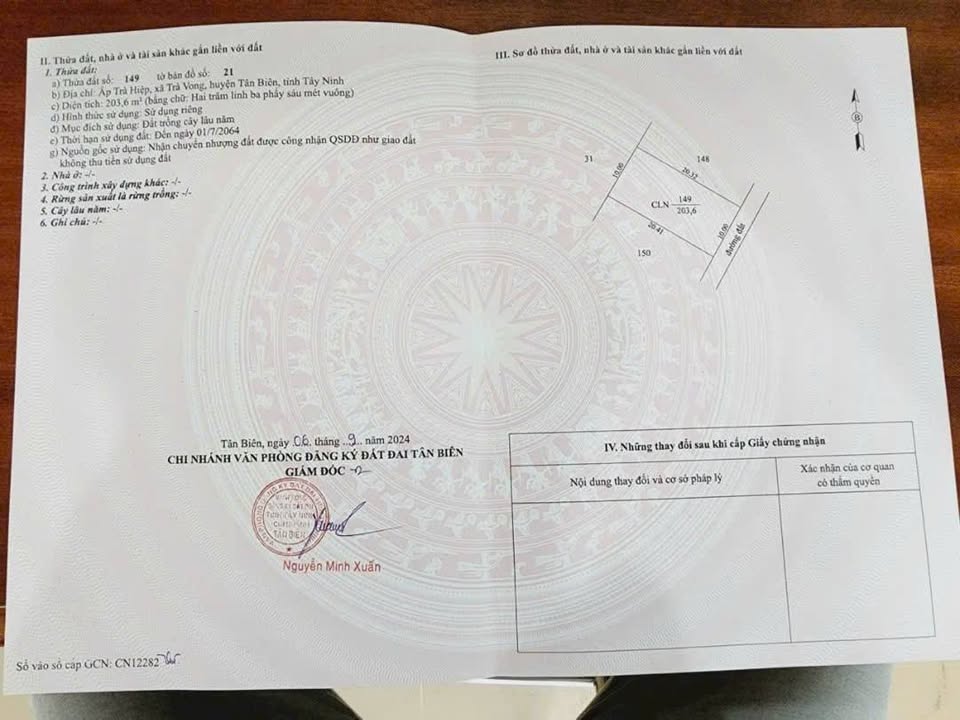 II. Thửa đất, nhà ở và tài sản khác gắn liền với đất
1. Thửa đất:
a) Thửa đất số: 149 tờ bản đồ số: 21
b) Địa chỉ: Ấp Trà Hiệp, xã Trà Vong, huyện Tân Biên, tỉnh Tây Ninh
c) Diện tích: 203,6 m² (bằng chữ: Hai trăm linh ba phẩy sáu mét vuông)
d) Hình thức sử dụng: Sử dụng riêng
đ) Mục đích sử dụng: Đất trồng cây lâu năm
e) Thời hạn sử dụng đất: Đến ngày 01/7/2064
g) Nguồn gốc sử dụng: Nhận chuyển nhượng đất được công nhận QSDĐ như giao đất
không thu tiền sử dụng đất
2. Nhà ở: -/-
3. Công trình xây dựng khác: -/-
4. Rừng sản xuất là rừng trồng: -/-
5. Cây lâu năm: -/-
6. Ghi chú: -/-
Tân Biên, ngày 06 tháng 9 năm 2024
CHI NHÁNH VĂN PHÒNG ĐĂNG KÝ ĐẤT ĐAI TÂN BIÊN
GIÁM ĐỐC
TÂN BIÊN
Nguyễn Minh Xuân
Số vào sổ cấp GCN: CN12282
III. Sơ đồ thửa đất, nhà ở và tài sản khác gắn liền với đất
B
31
148
10.00
20.37
CLN 149
203,6
20.41
10.00
đường đất
150
IV. Những thay đổi sau khi cấp Giấy chứng nhận
Nội dung thay đổi và cơ sở pháp lý
Xác nhận của cơ quan
có thẩm quyền